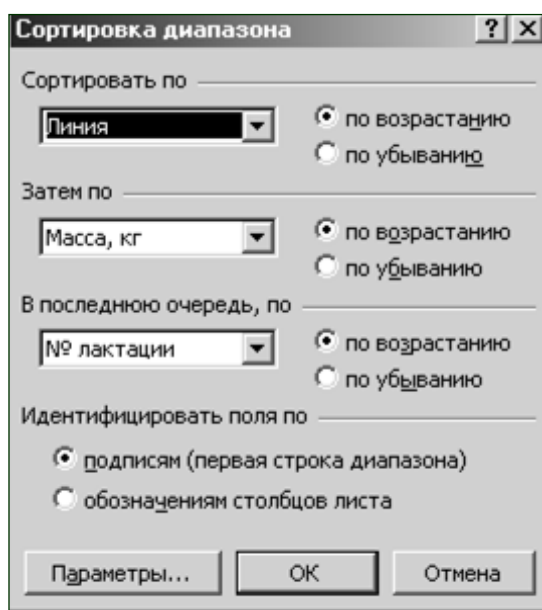 Сортировка диапазона
Сортировать по
Линия
по возрастанию
по убыванию
Затем по
Масса, кг
по возрастанию
по убыванию
В последнюю очередь, по
№ лактации
по возрастанию
по убыванию
Идентифицировать поля по
подписям (первая строка диапазона)
обозначениям столбцов листа
Параметры... ОК Отмена